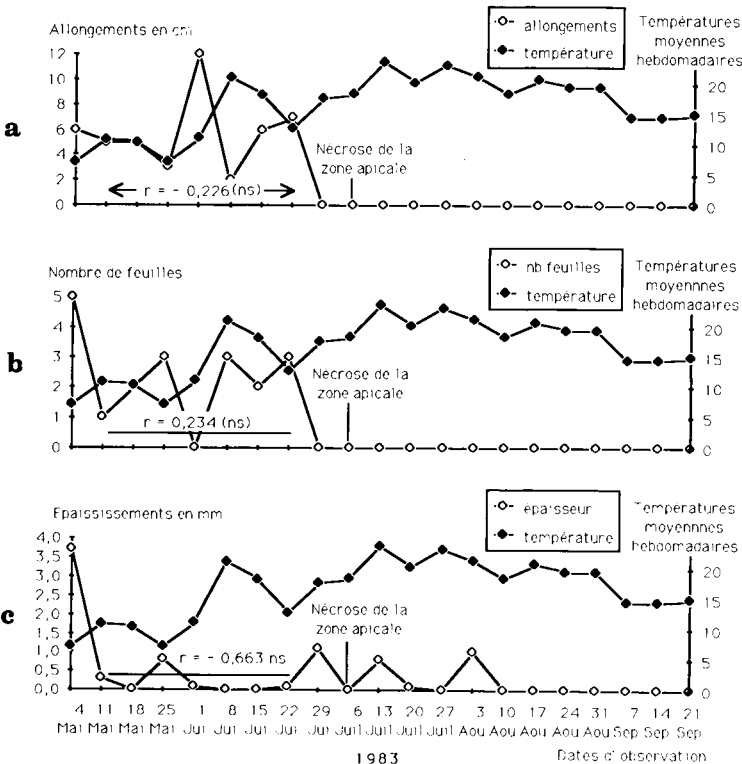 Allongements en cm
allongements
température
Températures
moyennes
hebdomadaires
12
10
8
6
4
2
0
20
15
10
5
0
a
Nécrose de la
zone apicale
r = - 0,226 (ns)
Nombre de feuilles
nb feuilles
température
Températures
moyennnes
hebdomadaires
5
4
3
2
1
0
20
15
10
5
0
b
Nécrose de la
zone apicale
r = 0,234 (ns)
Epaississements en mm
épaisseur
température
Températures
moyennnes
hebdomadaires
4,0
3,5
3,0
2,5
2,0
1,5
1,0
0,5
0,0
20
15
10
5
0
c
Nécrose de la
zone apicale
r = - 0,663 ns
4 11 18 25 1 8 15 22 29 6 13 20 27 3 10 17 24 31 7 14 21
Mai Mai Mai Mai Jui Jui Jui Jui Jui Juil Juil Juil Juil Aou Aou Aou Aou Aou Sep Sep Sep
1983
Dates d'observation